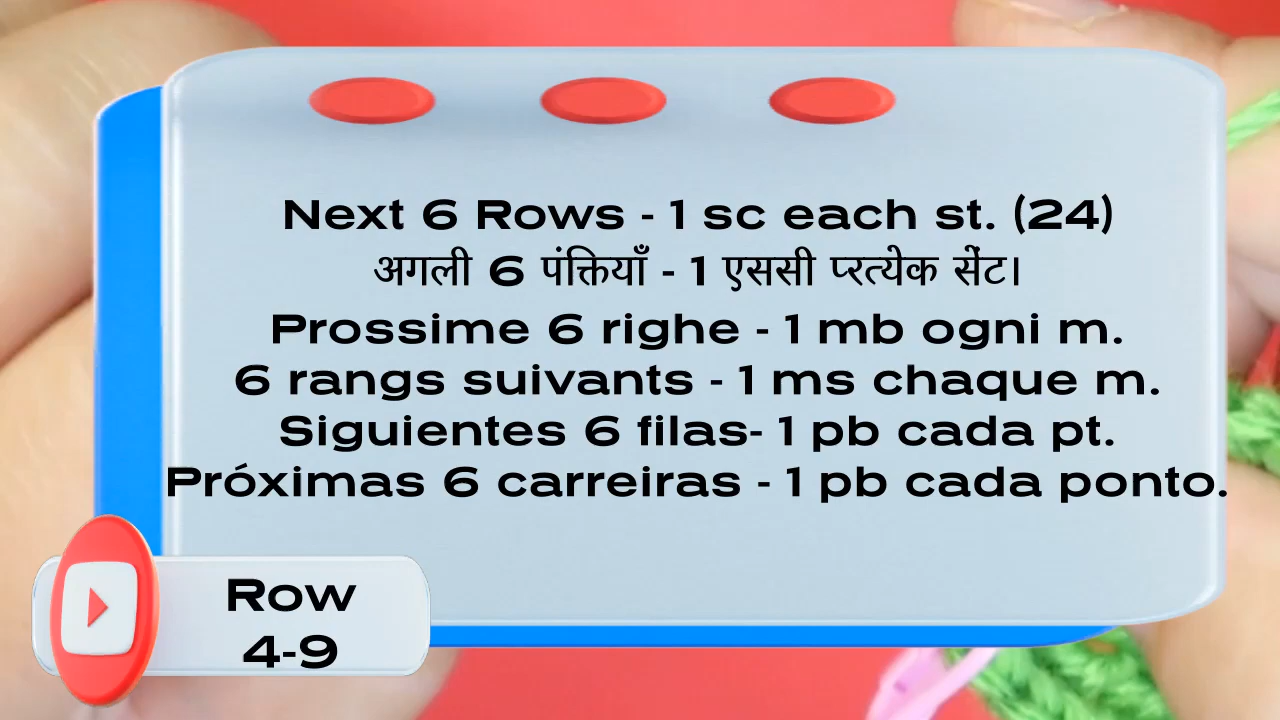 Next 6 Rows - 1 sc each st. (24)
अगली 6 पंक्तियाँ - 1 एससी प्रत्येक सेंट।
Prossime 6 righe - 1 mb ogni m.
6 rangs suivants - 1 ms chaque m.
Siguientes 6 filas- 1 pb cada pt.
Próximas 6 carreiras - 1 pb cada ponto.
Row
4-9